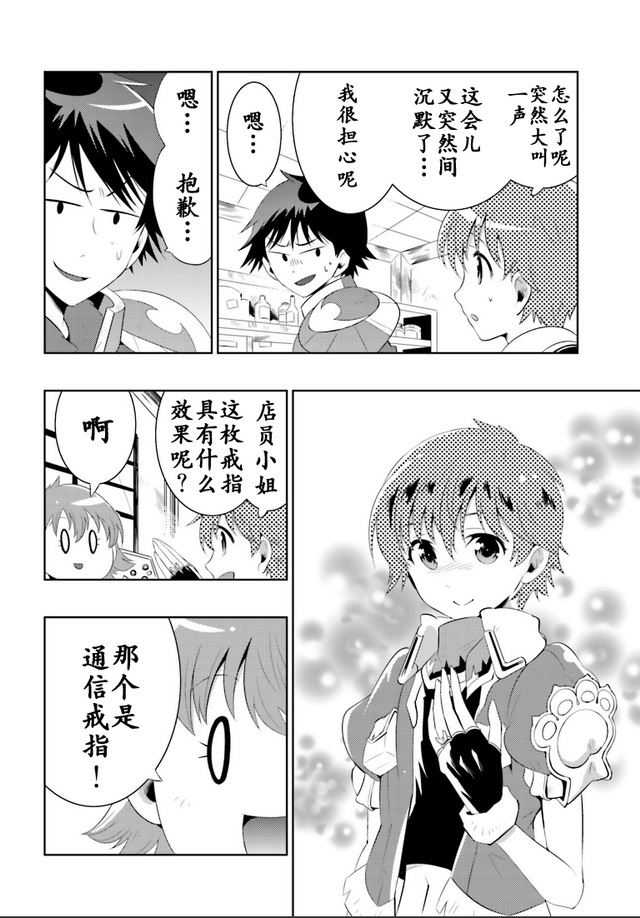 怎么了呢
突然大叫
一声
这会儿
又突然间
沉默了…
我很担心呢
嗯…
嗯…
抱歉…
店员小姐
这枚戒指
具有什么
效果呢？
啊
那个是
通信戒指！